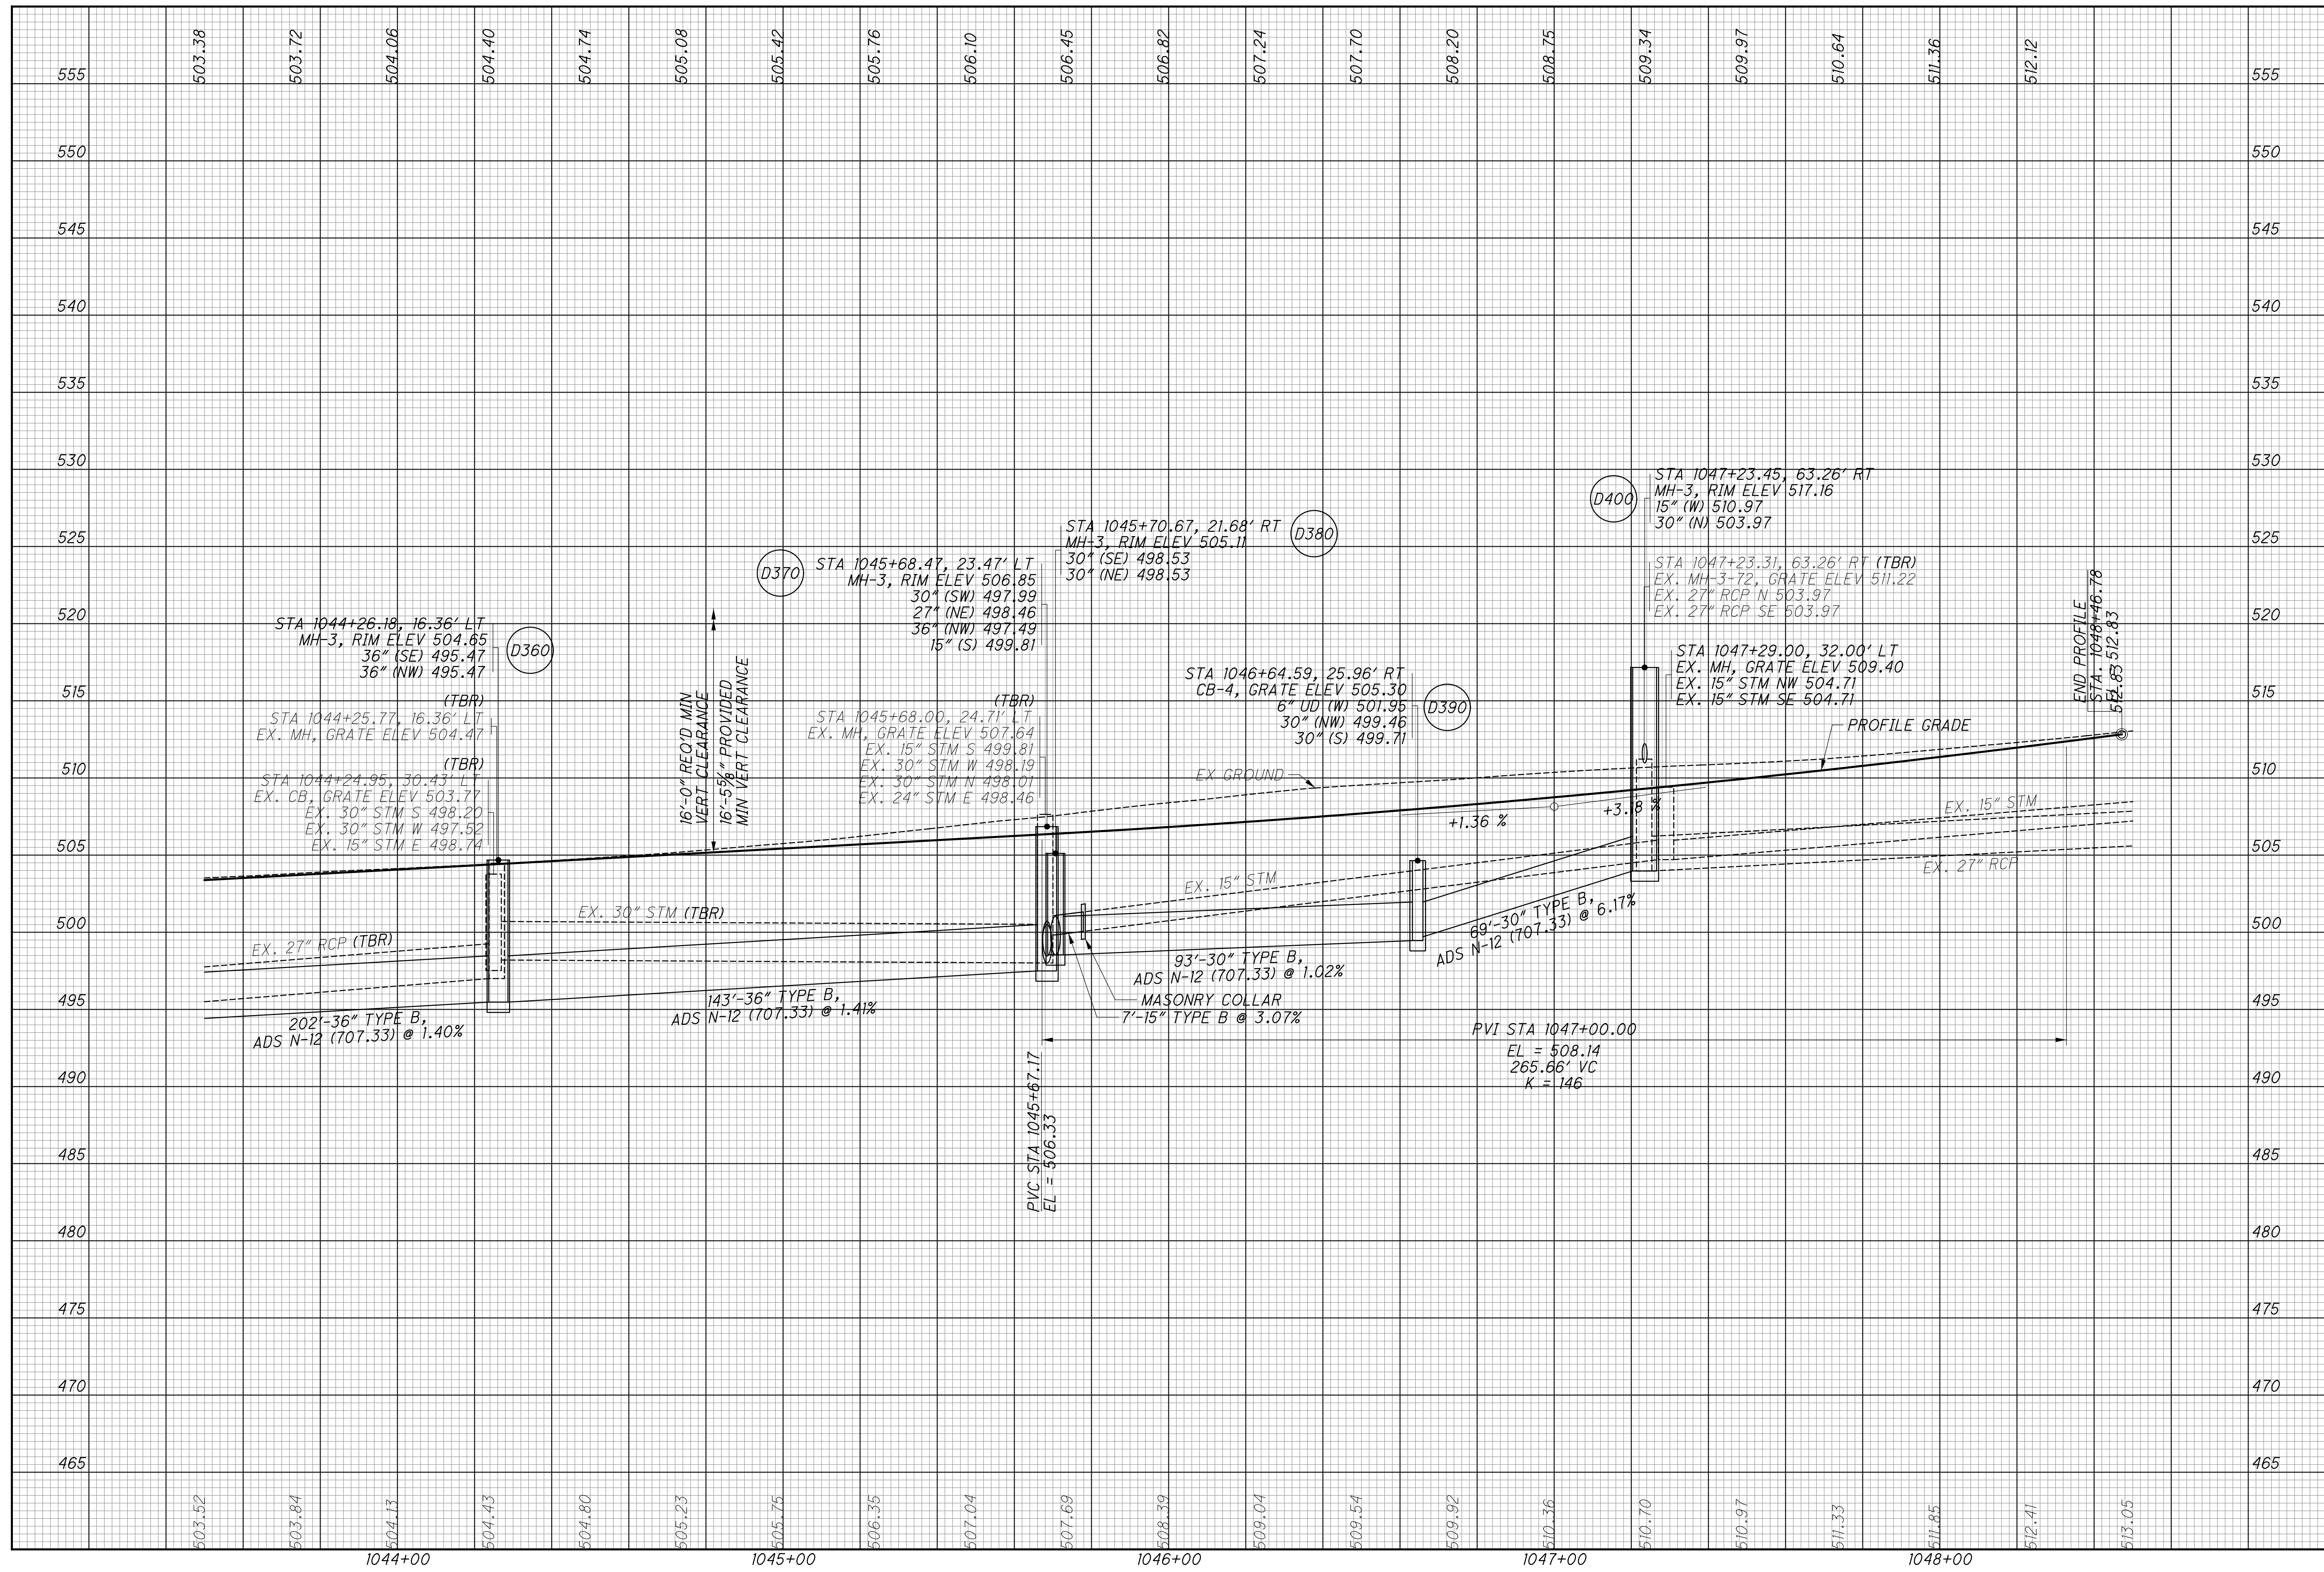 503.38 503.72 504.06 504.40 504.74 505.08 505.42 505.76 506.10 506.45 506.82 507.24 507.70 508.20 508.75 509.34 509.97 510.64 511.36 512.12
555 555
550 550
545 545
540 540
535 535
530 530
525 525
520 520
515 515
510 510
505 505
500 500
495 495
490 490
485 485
480 480
475 475
470 470
465 465
STA 1044+26.18, 16.36' LT
MH-3, RIM ELEV 504.65
36" (SE) 495.47
36" (NW) 495.47
D360
(TBR)
STA 1044+25.77, 16.36' LT
EX. MH, GRATE ELEV 504.47
(TBR)
STA 1044+24.95, 30.43' LT
EX. CB, GRATE ELEV 503.77
EX. 30" STM S 498.20
EX. 30" STM W 497.52
EX. 15" STM E 498.74
16'-0" REQ'D MIN
VERT CLEARANCE
16'-5⅝" PROVIDED
MIN VERT CLEARANCE
D370
STA 1045+68.47, 23.47' LT
MH-3, RIM ELEV 506.85
30" (SW) 497.99
27" (NE) 498.46
36" (NW) 497.49
15" (S) 499.81
(TBR)
STA 1045+68.00, 24.71' LT
EX. MH, GRATE ELEV 507.64
EX. 15" STM S 499.81
EX. 30" STM W 498.19
EX. 30" STM N 498.01
EX. 24" STM E 498.46
STA 1045+70.67, 21.68' RT
MH-3, RIM ELEV 505.11
30" (SE) 498.53
30" (NE) 498.53
D380
STA 1046+64.59, 25.96' RT
CB-4, GRATE ELEV 505.30
6" UD (W) 501.95
30" (NW) 499.46
30" (S) 499.71
D390
D400
STA 1047+23.45, 63.26' RT
MH-3, RIM ELEV 517.16
15" (W) 510.97
30" (N) 503.97
STA 1047+23.31, 63.26' RT (TBR)
EX. MH-3-72, GRATE ELEV 511.22
EX. 27" RCP N 503.97
EX. 27" RCP SE 503.97
STA 1047+29.00, 32.00' LT
EX. MH, GRATE ELEV 509.40
EX. 15" STM NW 504.71
EX. 15" STM SE 504.71
END PROFILE
STA. 1048+46.78
EL 512.83
512.83
PROFILE GRADE
EX GROUND
+1.36 %
+3.18 %
EX. 15" STM
EX. 27" RCP
EX. 15" STM
EX. 30" STM (TBR)
EX. 27" RCP (TBR)
202'-36" TYPE B,
ADS N-12 (707.33) @ 1.40%
143'-36" TYPE B,
ADS N-12 (707.33) @ 1.41%
93'-30" TYPE B,
ADS N-12 (707.33) @ 1.02%
MASONRY COLLAR
7'-15" TYPE B @ 3.07%
69'-30" TYPE B,
ADS N-12 (707.33) @ 6.17%
PVI STA 1047+00.00
EL = 508.14
265.66' VC
K = 146
PVC STA 1045+67.17
EL = 506.33
503.52 503.84 504.13 504.43 504.80 505.23 505.75 506.35 507.04 507.69 508.39 509.04 509.54 509.92 510.36 510.70 510.97 511.33 511.85 512.41 513.05
1044+00 1045+00 1046+00 1047+00 1048+00